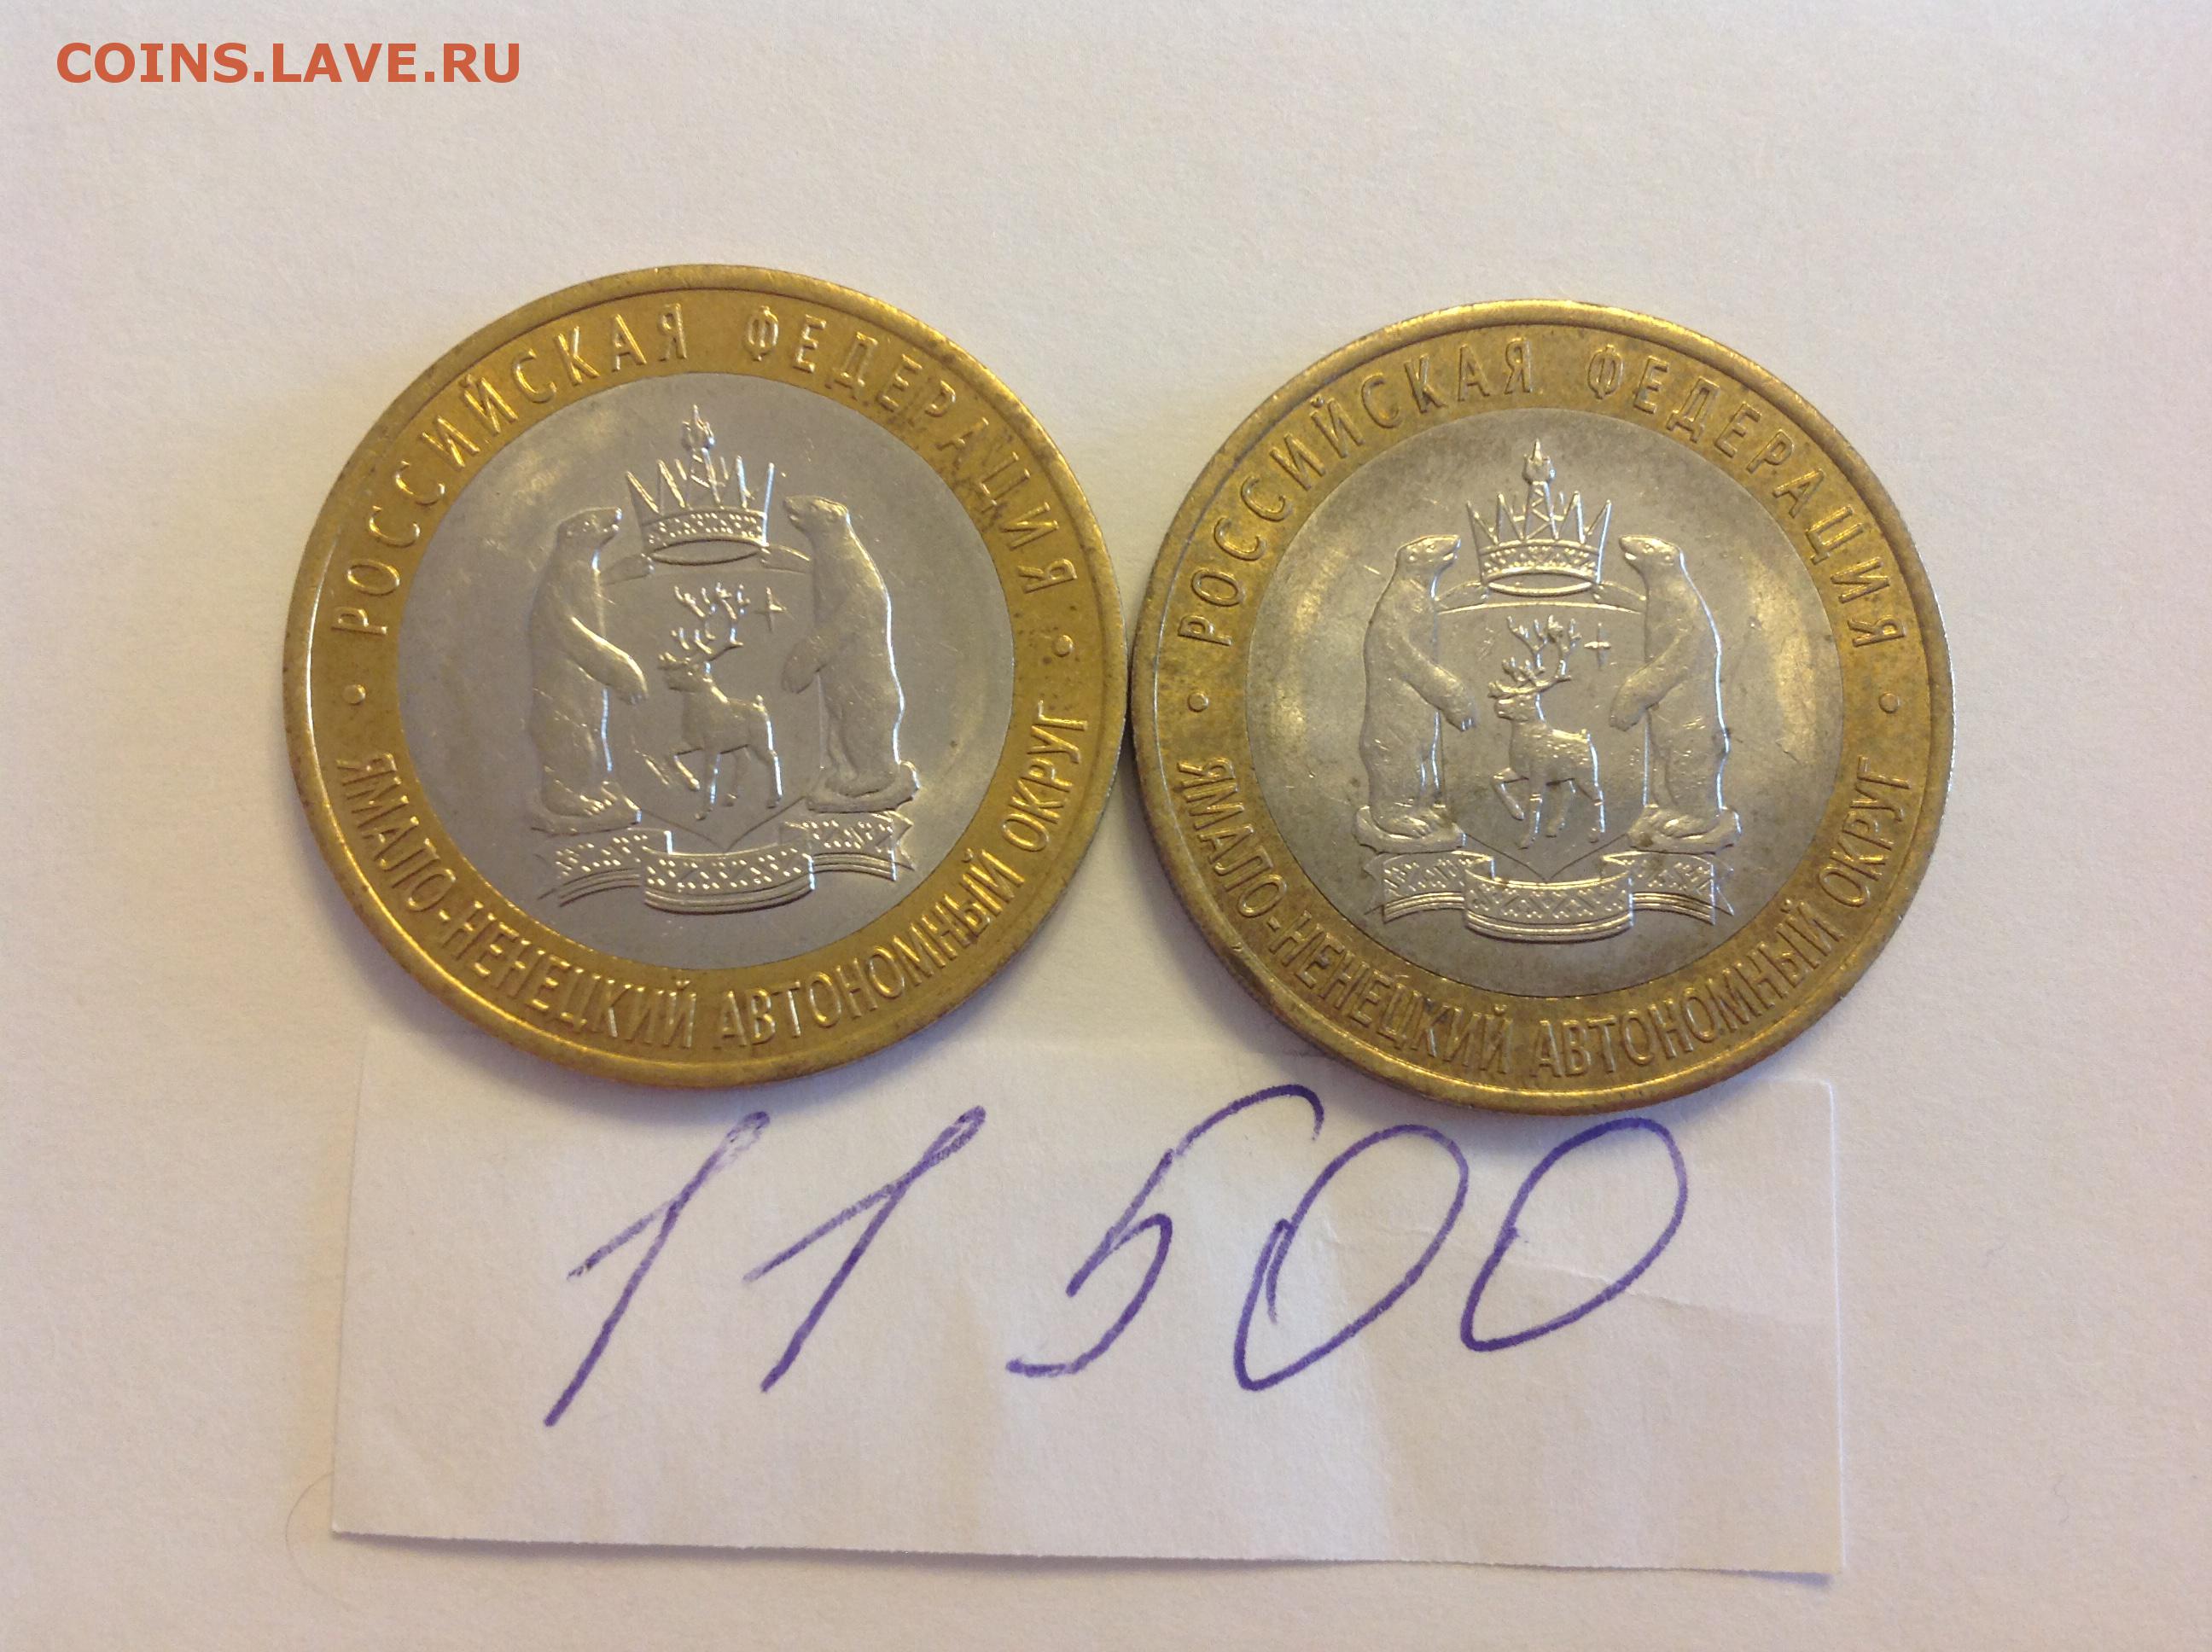 COINS.LAVE.RU
• РОССИЙСКАЯ ФЕДЕРАЦИЯ •
ЯМАЛО-НЕНЕЦКИЙ АВТОНОМНЫЙ ОКРУГ
• РОССИЙСКАЯ ФЕДЕРАЦИЯ •
ЯМАЛО-НЕНЕЦКИЙ АВТОНОМНЫЙ ОКРУГ
11 500